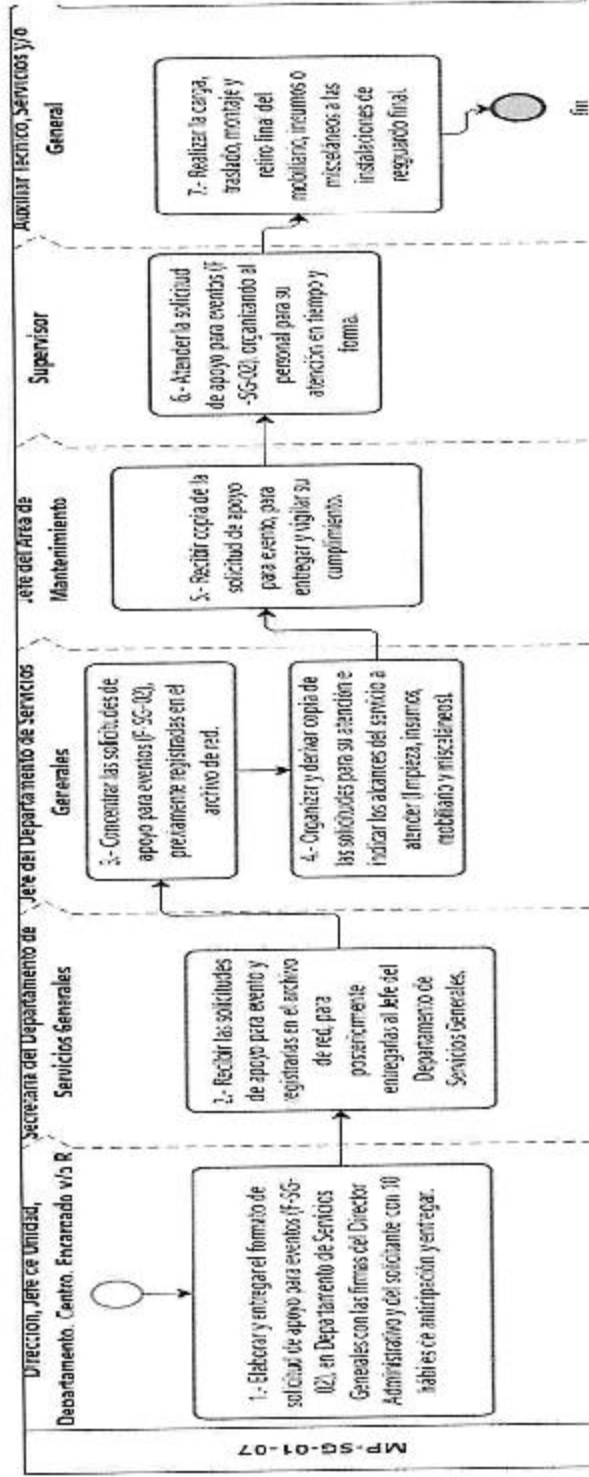 MP-SG-01-07
Dirección, Jefe de Unidad,
Departamento, Centro, Encargado y/o R
1.- Elaborar y entregar el formato de
solicitud de apoyo para eventos (F-SG-
02), en Departamento de Servicios
Generales con las firmas del Director
Administrativo y del solicitante con 10
hábiles de anticipación y entregar.
Secretaria del Departamento de
Servicios Generales
2.- Recibir las solicitudes
de apoyo para evento y
registrarlas en el archivo
de red, para
posteriormente
entregarlas al Jefe del
Departamento de
Servicios Generales.
Jefe del Departamento de Servicios
Generales
3.- Concentrar las solicitudes de
apoyo para eventos (F-SG-02),
previamente registradas en el
archivo de red.
4.- Organizar y derivar copia de
las solicitudes para su atención e
indicar los alcances del servicio a
atender (limpieza, insumos,
mobiliario y misceláneos).
Jefe del Área de
Mantenimiento
5.- Recibir copia de la
solicitud de apoyo
para evento, para
entregar y vigilar su
cumplimiento.
Supervisor
6.- Atender la solicitud
de apoyo para eventos (F
-SG-02), organizando al
personal para su
atención en tiempo y
forma.
Auxiliar Técnico, Servicios y/o
General
7.- Realizar la carga,
traslado, montaje y
retiro final del
mobiliario, insumos o
misceláneos a las
instalaciones de
resguardo final.
fin